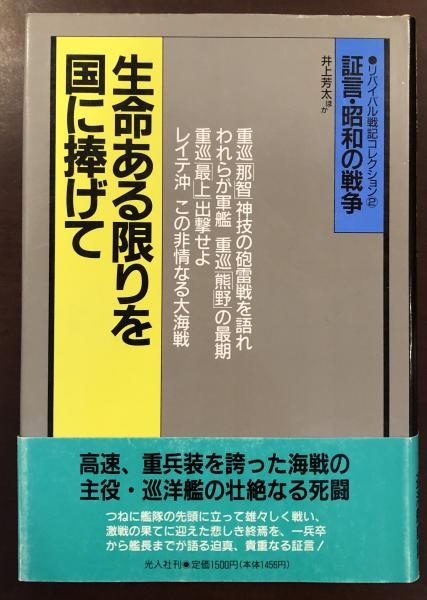 ●リバイバル戦記コレクション②
証言・昭和の戦争
井上芳太ほか
重巡「那智」神技の砲雷戦を語れ
われらが軍艦 重巡「熊野」の最期
重巡「最上」出撃せよ
レイテ沖 この非情なる大海戦
生命ある限りを
国に捧げて
高速、重兵装を誇った海戦の
主役・巡洋艦の壮絶なる死闘
つねに艦隊の先頭に立って雄々しく戦い、
激戦の果てに迎えた悲しき終焉を、一兵卒
から艦長までが語る迫真、貴重なる証言!
光人社刊●定価1500円(本体1456円)